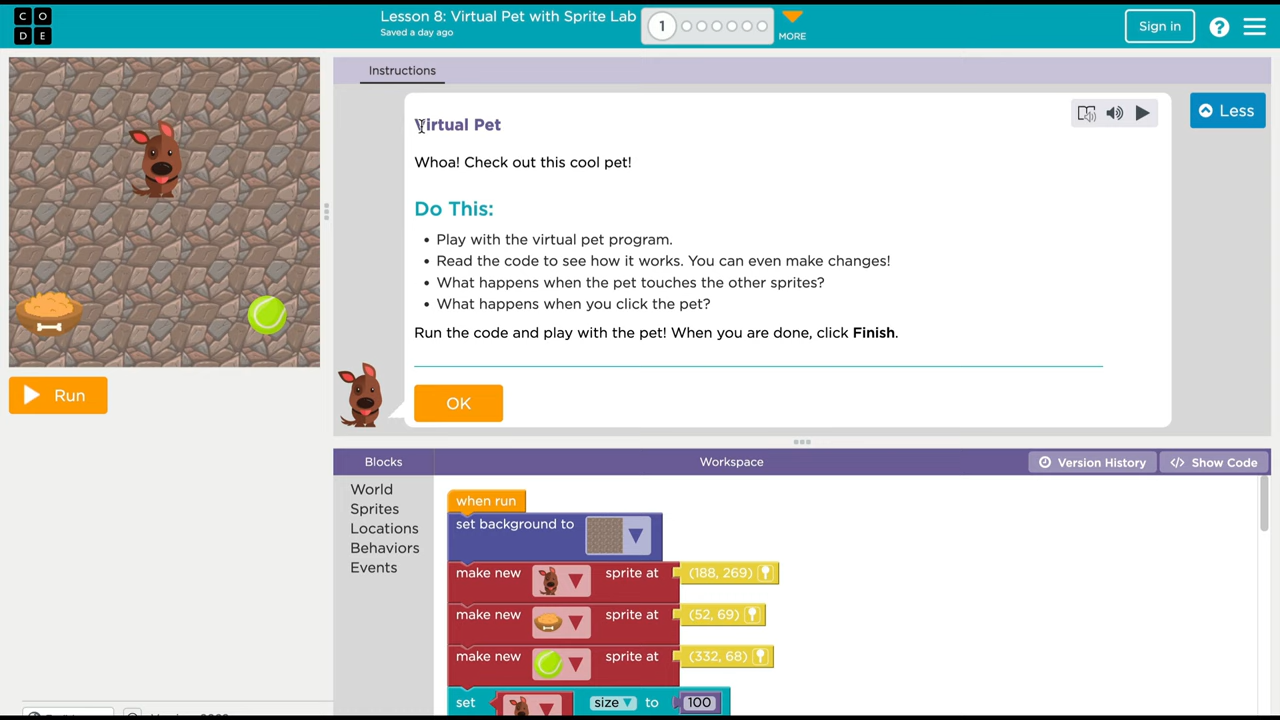 C O
D E
Lesson 8: Virtual Pet with Sprite Lab
Saved a day ago
1
MORE
Sign in
?
Instructions
Less
Virtual Pet
Whoa! Check out this cool pet!
Do This:
• Play with the virtual pet program.
• Read the code to see how it works. You can even make changes!
• What happens when the pet touches the other sprites?
• What happens when you click the pet?
Run the code and play with the pet! When you are done, click Finish.
Run
OK
Blocks
Workspace
Version History
</> Show Code
World
Sprites
Locations
Behaviors
Events
when run
set background to
make new sprite at (188, 269)
make new sprite at (52, 69)
make new sprite at (332, 68)
set size to 100